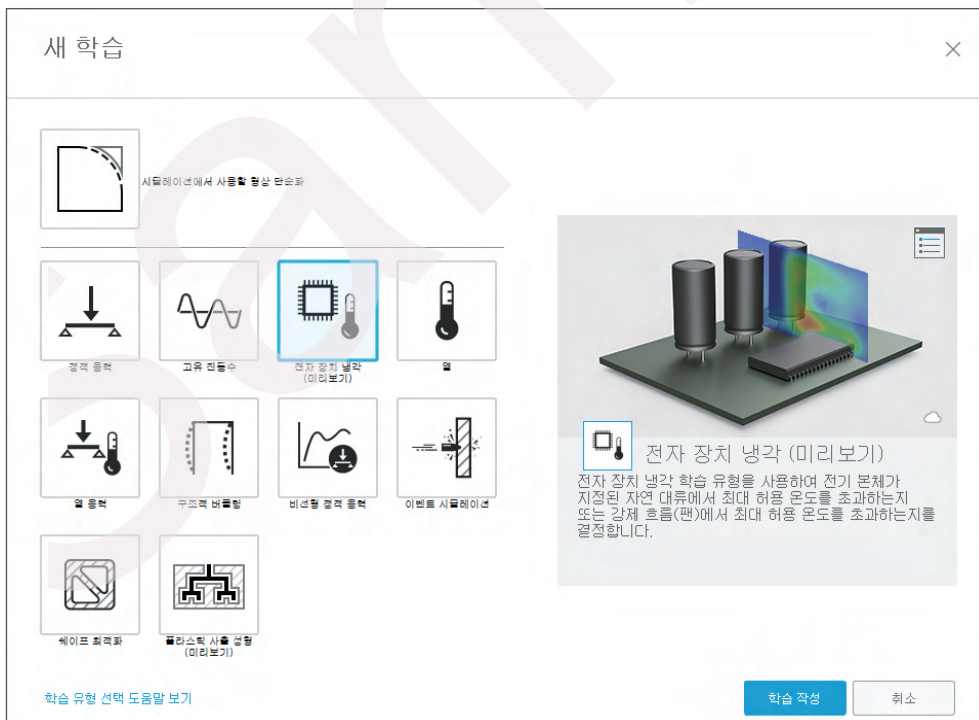 새 학습
시뮬레이션에서 사용할 형상 단순화
정적 응력
고유 진동수
전자 장치 냉각
(미리보기)
열
열 응력
구조적 버클링
비선형 정적 응력
이벤트 시뮬레이션
쉐이프 최적화
플라스틱 사출 성형
(미리보기)
전자 장치 냉각 (미리보기)
전자 장치 냉각 학습 유형을 사용하여 전기 본체가
지정된 자연 대류에서 최대 허용 온도를 초과하는지
또는 강제 흐름(팬)에서 최대 허용 온도를 초과하는지를
결정합니다.
학습 유형 선택 도움말 보기
학습 작성
취소